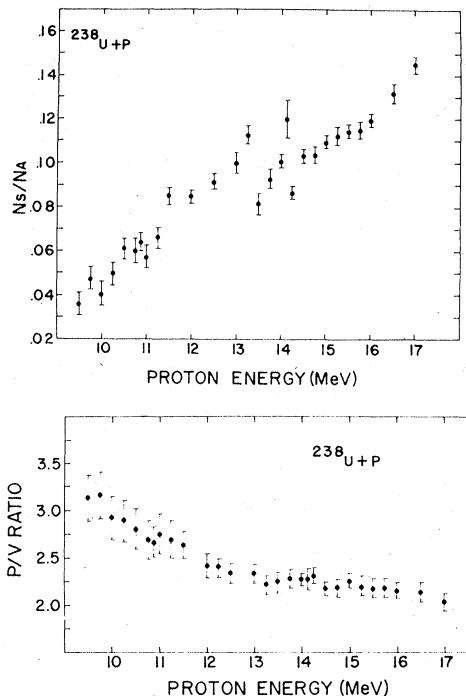 .16
238U+P
.14
.12
.10
.08
.06
.04
.02
Ns/NA
10 11 12 13 14 15 16 17
PROTON ENERGY (MeV)
238U+P
3.5
3.0
2.5
2.0
P/V RATIO
10 11 12 13 14 15 16 17
PROTON ENERGY (MeV)